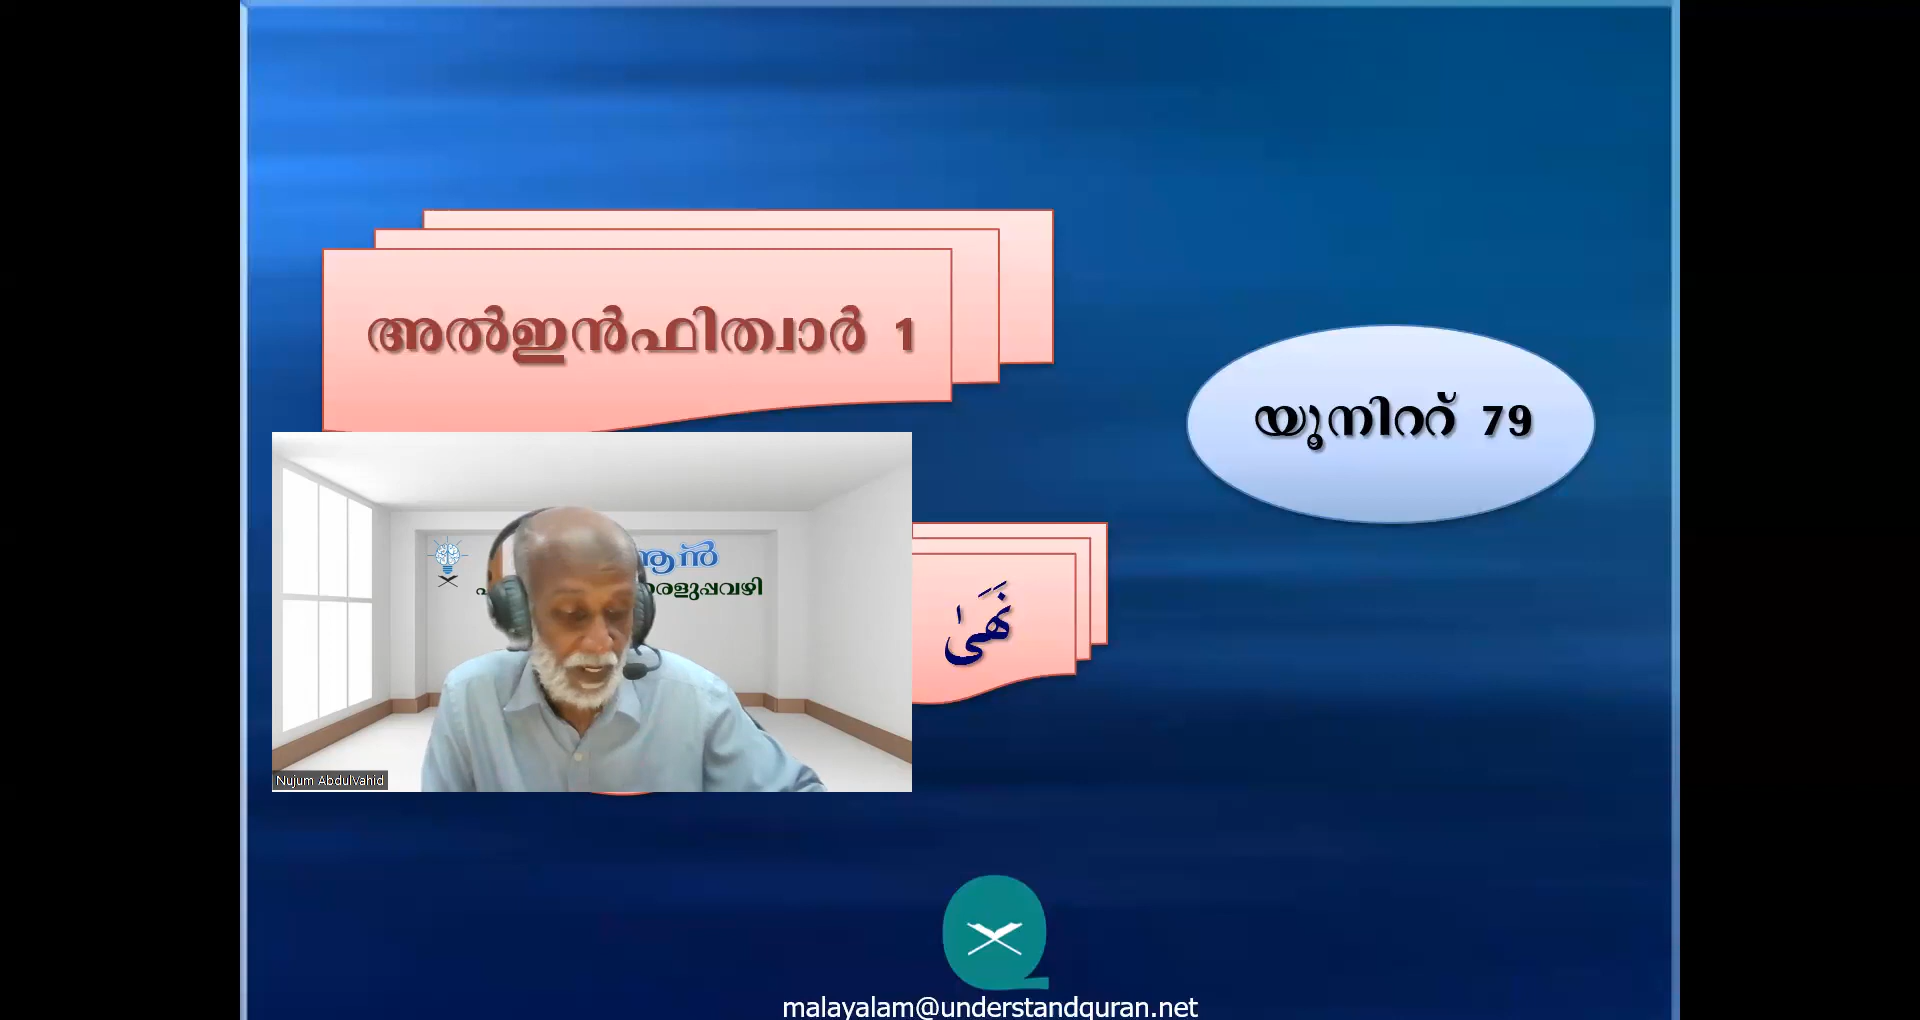 അൽഇൻഫിത്വാർ 1
യൂനിററ് 79
نَهَىٰ
Nujum AbdulVahid
malayalam@understandquran.net